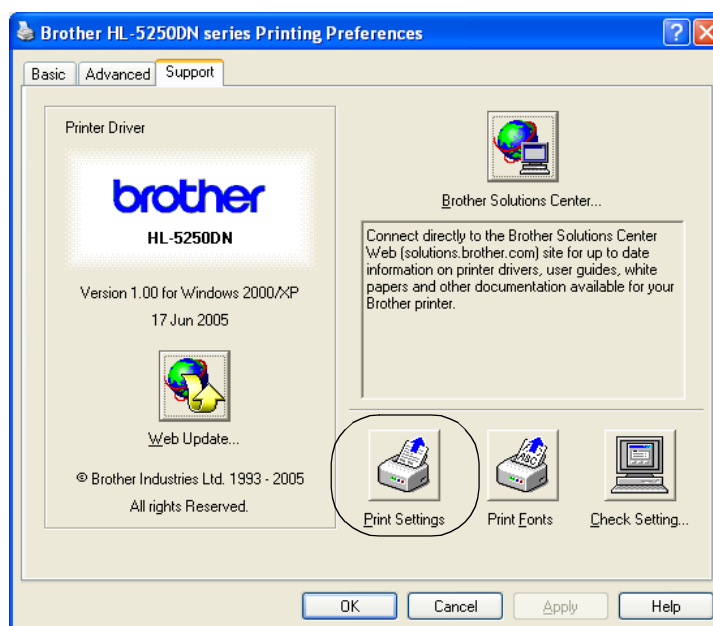 Brother HL-5250DN series Printing Preferences
Basic
Advanced
Support
Printer Driver
brother
HL-5250DN
Version 1.00 for Windows 2000/XP
17 Jun 2005
Web Update...
© Brother Industries Ltd. 1993 - 2005
All rights Reserved.
Brother Solutions Center...
Connect directly to the Brother Solutions Center
Web (solutions.brother.com) site for up to date
information on printer drivers, user guides, white
papers and other documentation available for your
Brother printer.
Print Settings
ABC
Print Fonts
Check Setting...
OK
Cancel
Apply
Help